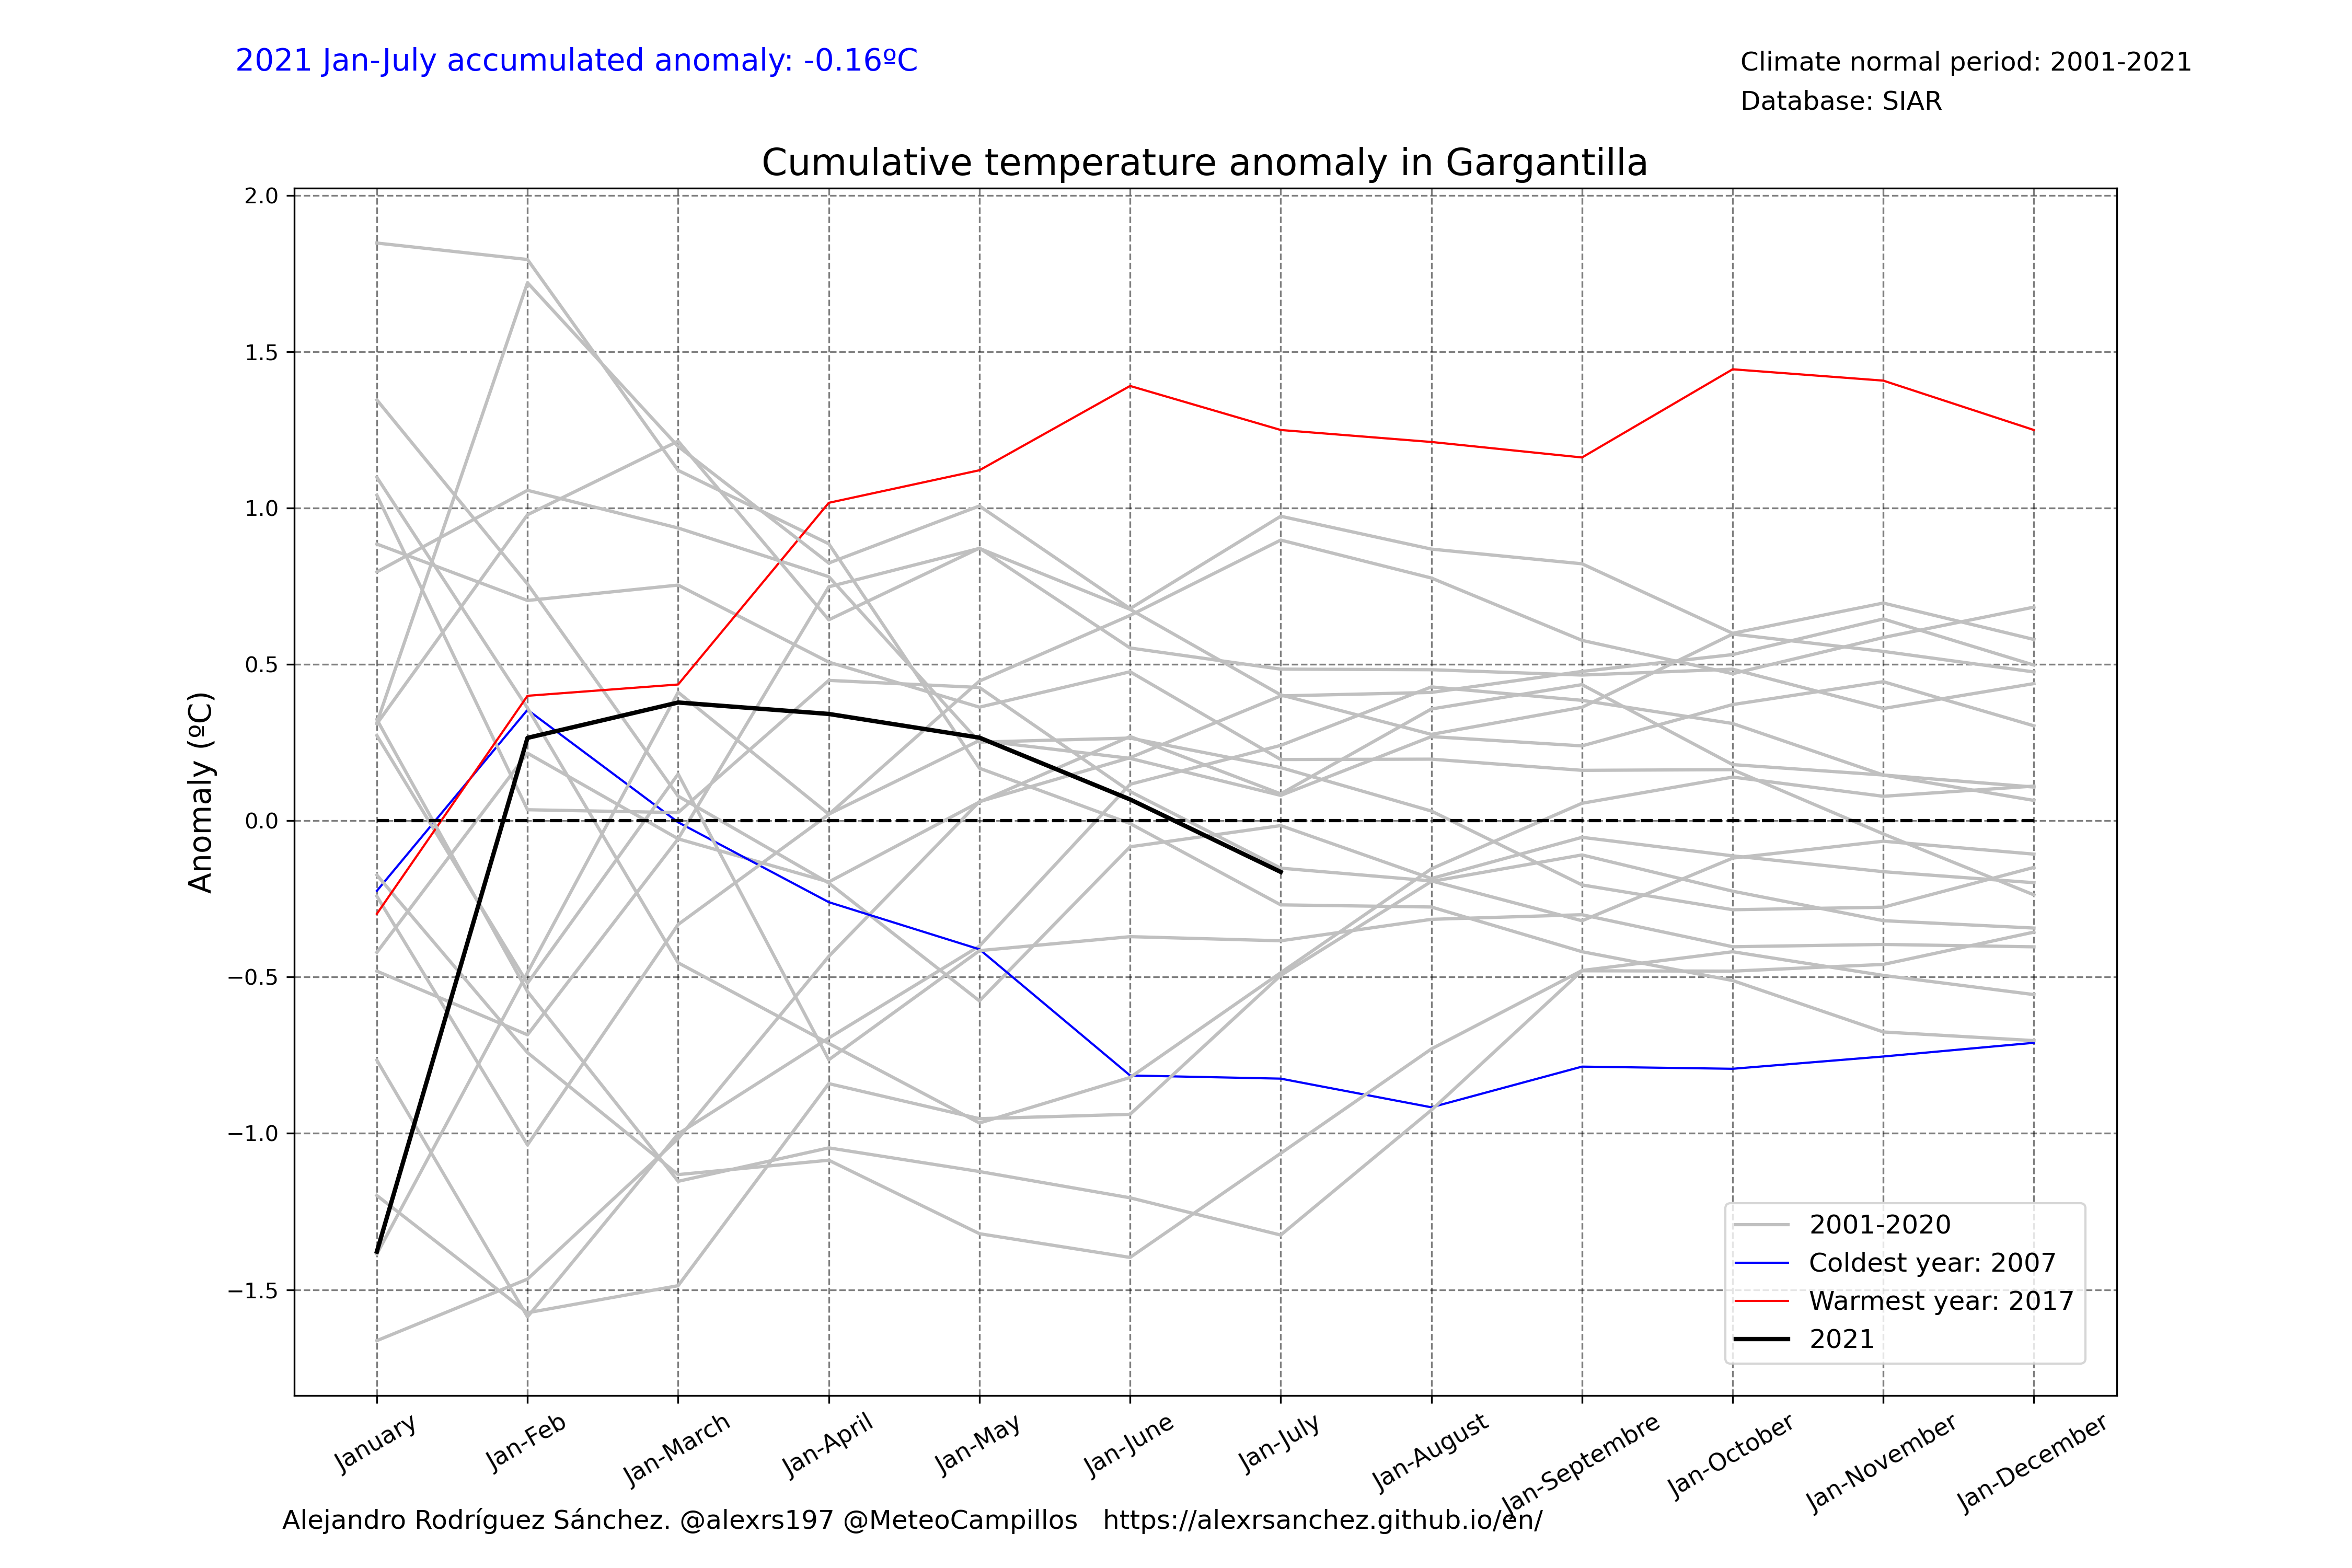 2021 Jan-July accumulated anomaly: -0.16ºC
Climate normal period: 2001-2021
Database: SIAR
Cumulative temperature anomaly in Gargantilla
Anomaly (ºC)
2.0
1.5
1.0
0.5
0.0
−0.5
−1.0
−1.5
2001-2020
Coldest year: 2007
Warmest year: 2017
2021
January
Jan-Feb
Jan-March
Jan-April
Jan-May
Jan-June
Jan-July
Jan-August
Jan-Septembre
Jan-October
Jan-November
Jan-December
Alejandro Rodríguez Sánchez. @alexrs197 @MeteoCampillos   https://alexrsanchez.github.io/en/